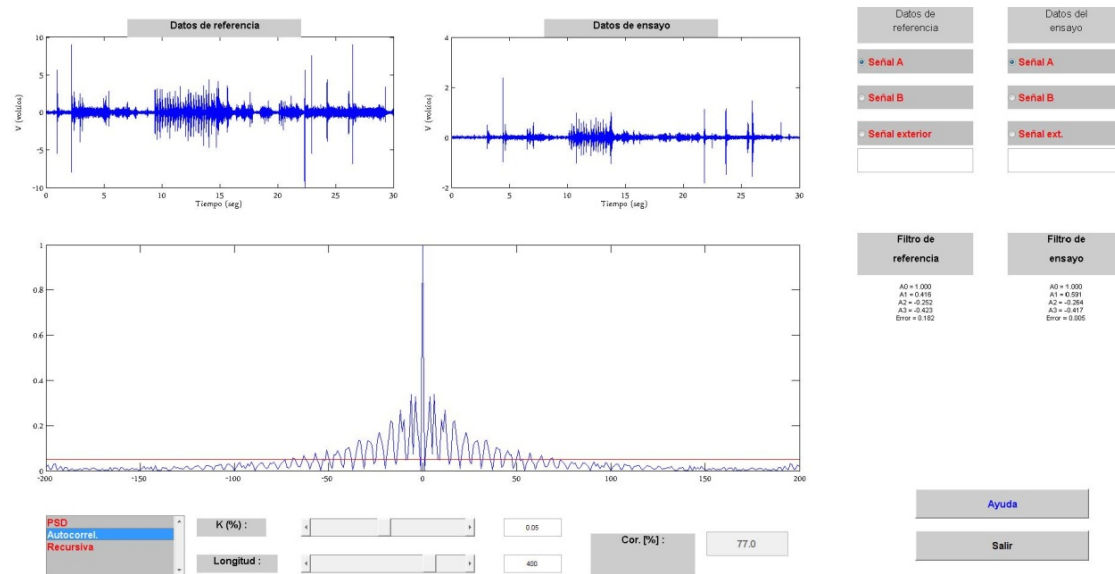 Datos de referencia
10
5
0
-5
-10
V (voltios)
0 5 10 15 20 25 30
Tiempo (seg)
Datos de ensayo
4
2
0
-2
V (voltios)
0 5 10 15 20 25 30
Tiempo (seg)
Datos de
referencia
Señal A
Señal B
Señal exterior
Datos del
ensayo
Señal A
Señal B
Señal ext.
1
0.8
0.6
0.4
0.2
0
-200 -150 -100 -50 0 50 100 150 200
Filtro de
referencia
A0 = 1.000
A1 = 0.416
A2 = -0.252
A3 = -0.423
Error = 0.182
Filtro de
ensayo
A0 = 1.000
A1 = 0.591
A2 = -0.264
A3 = -0.417
Error = 0.005
PSD
Autocorrel.
Recursiva
K (%) :
0.05
Longitud :
400
Cor. [%] :
77.0
Ayuda
Salir